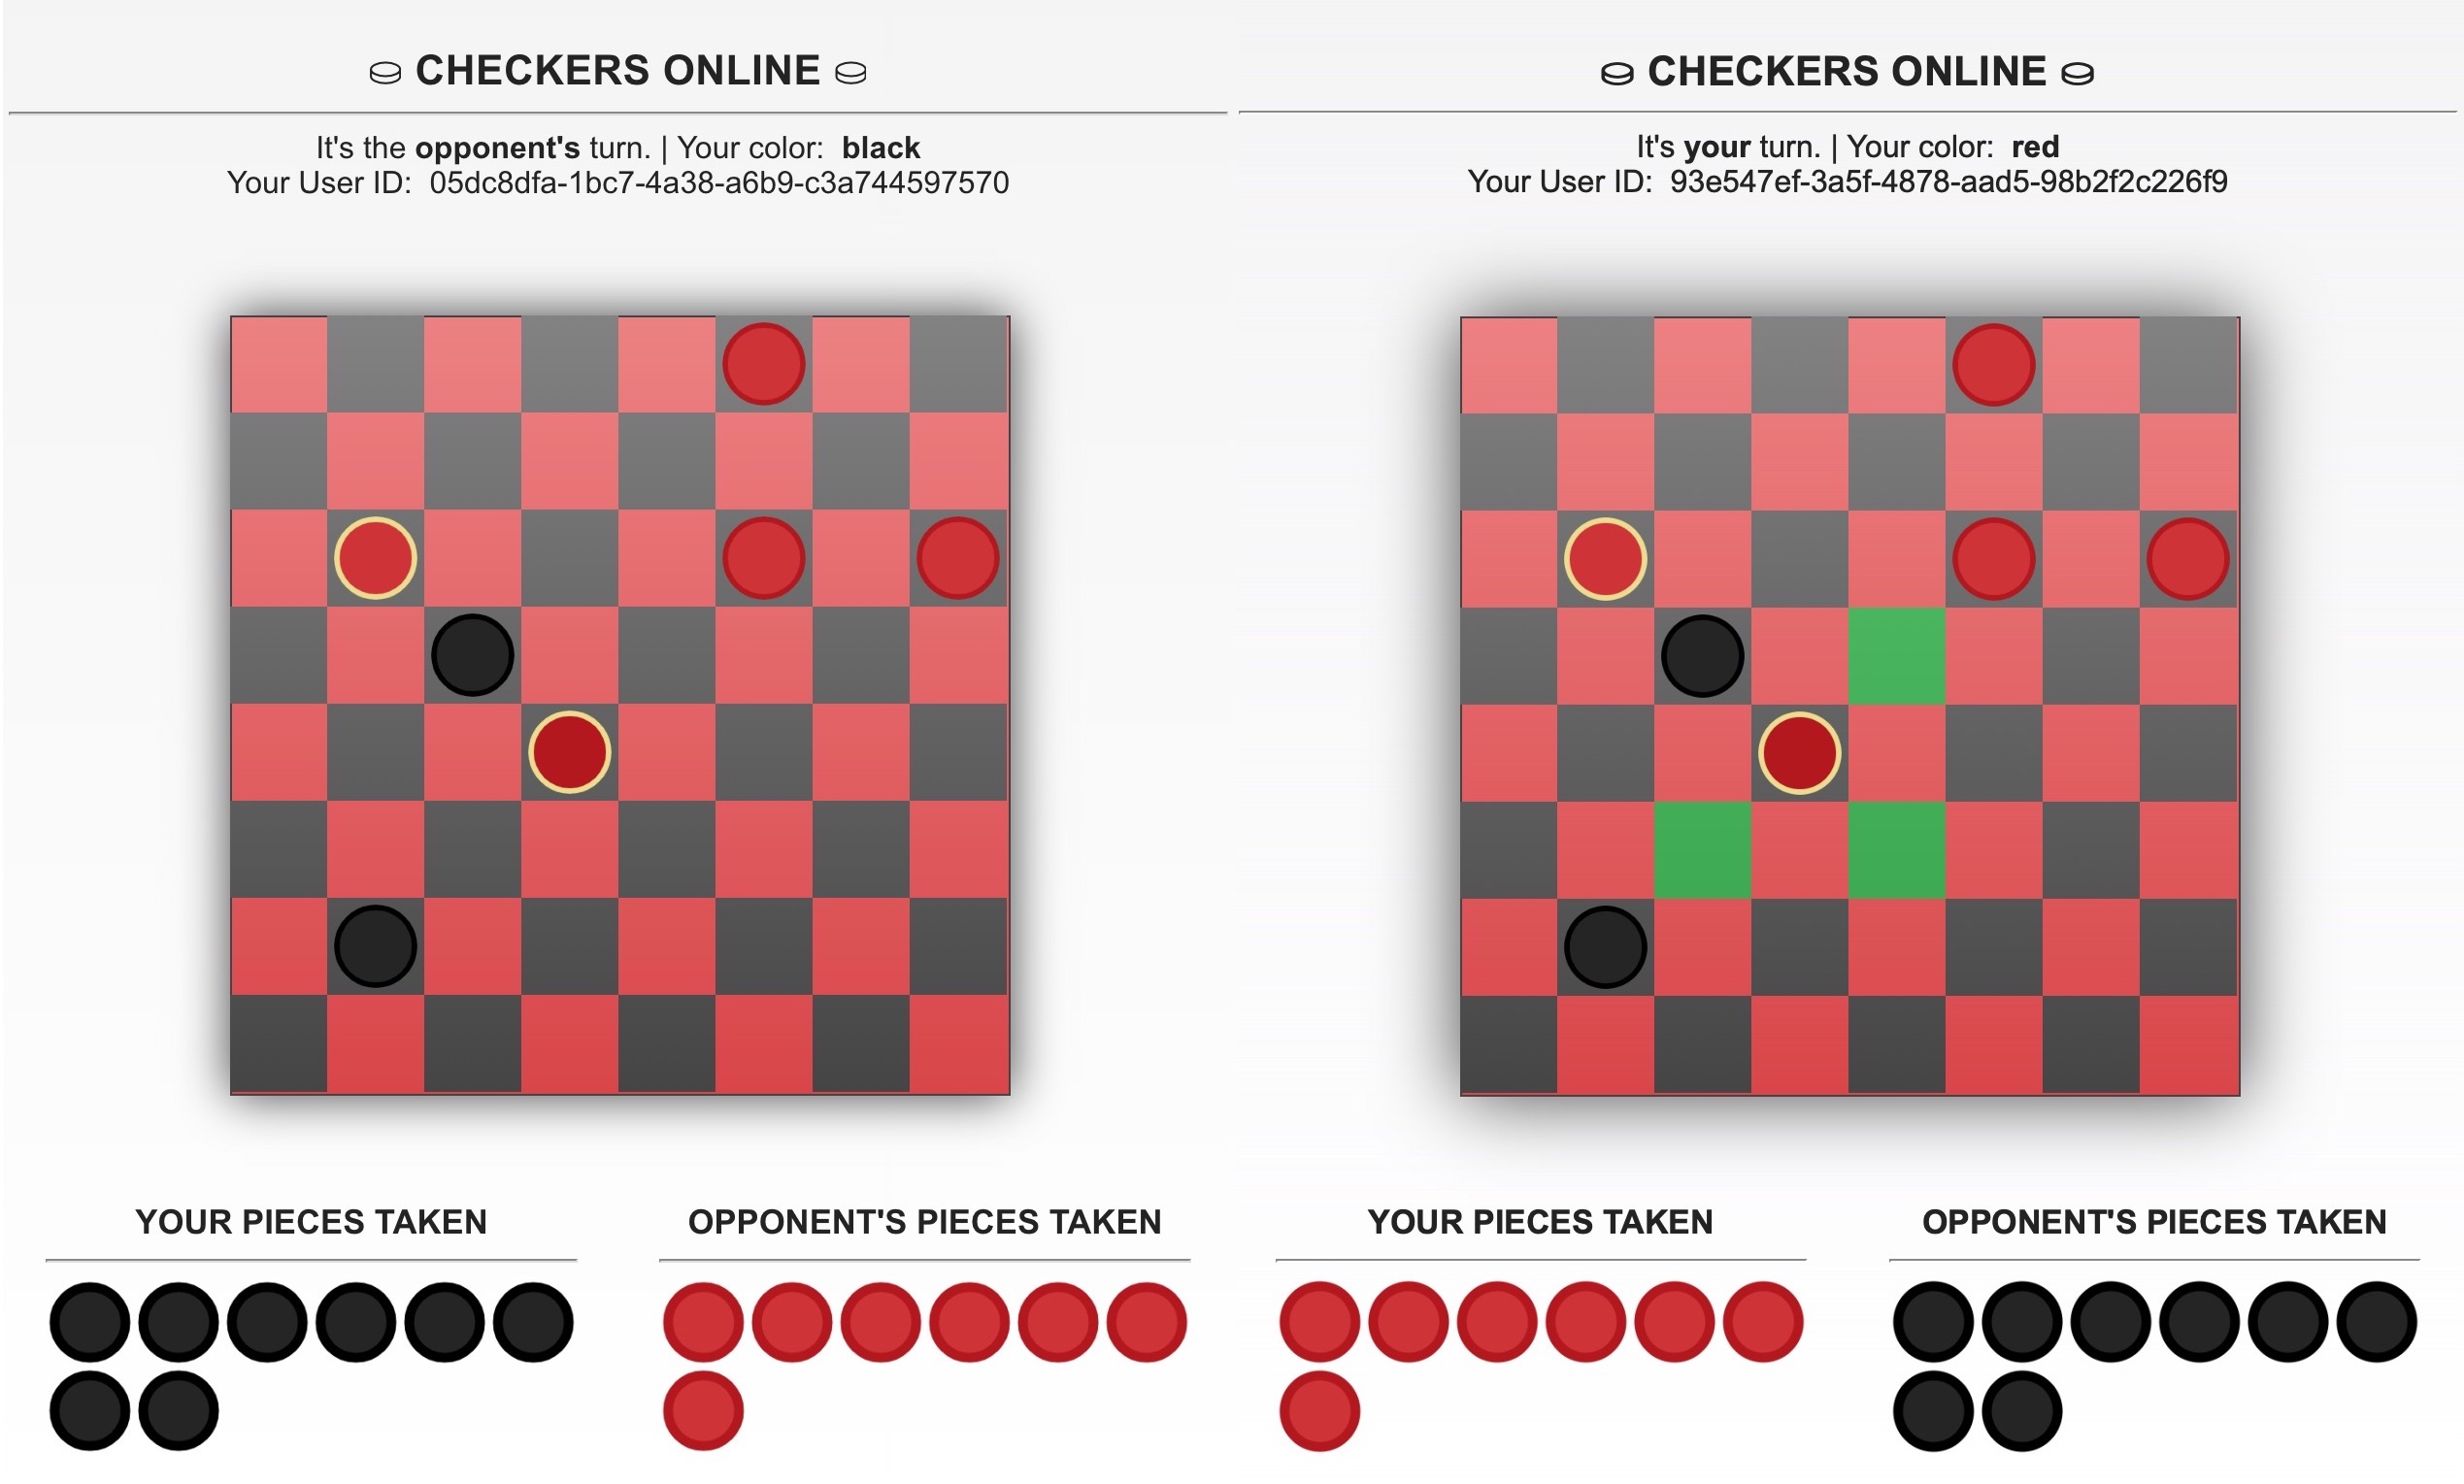 ⛀ CHECKERS ONLINE ⛀
It's the opponent's turn. | Your color: black
Your User ID: 05dc8dfa-1bc7-4a38-a6b9-c3a744597570
YOUR PIECES TAKEN
OPPONENT'S PIECES TAKEN
⛀ CHECKERS ONLINE ⛀
It's your turn. | Your color: red
Your User ID: 93e547ef-3a5f-4878-aad5-98b2f2c226f9
YOUR PIECES TAKEN
OPPONENT'S PIECES TAKEN